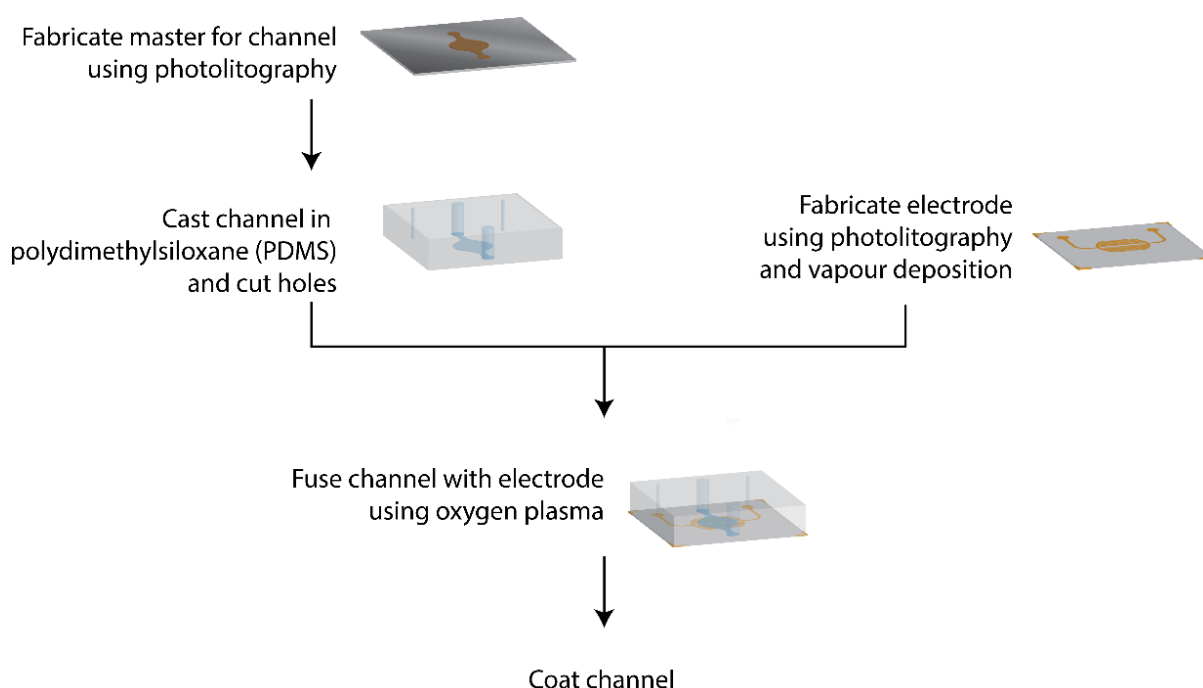 Fabricate master for channel
using photolitography
Cast channel in
polydimethylsiloxane (PDMS)
and cut holes
Fabricate electrode
using photolitography
and vapour deposition
Fuse channel with electrode
using oxygen plasma
Coat channel